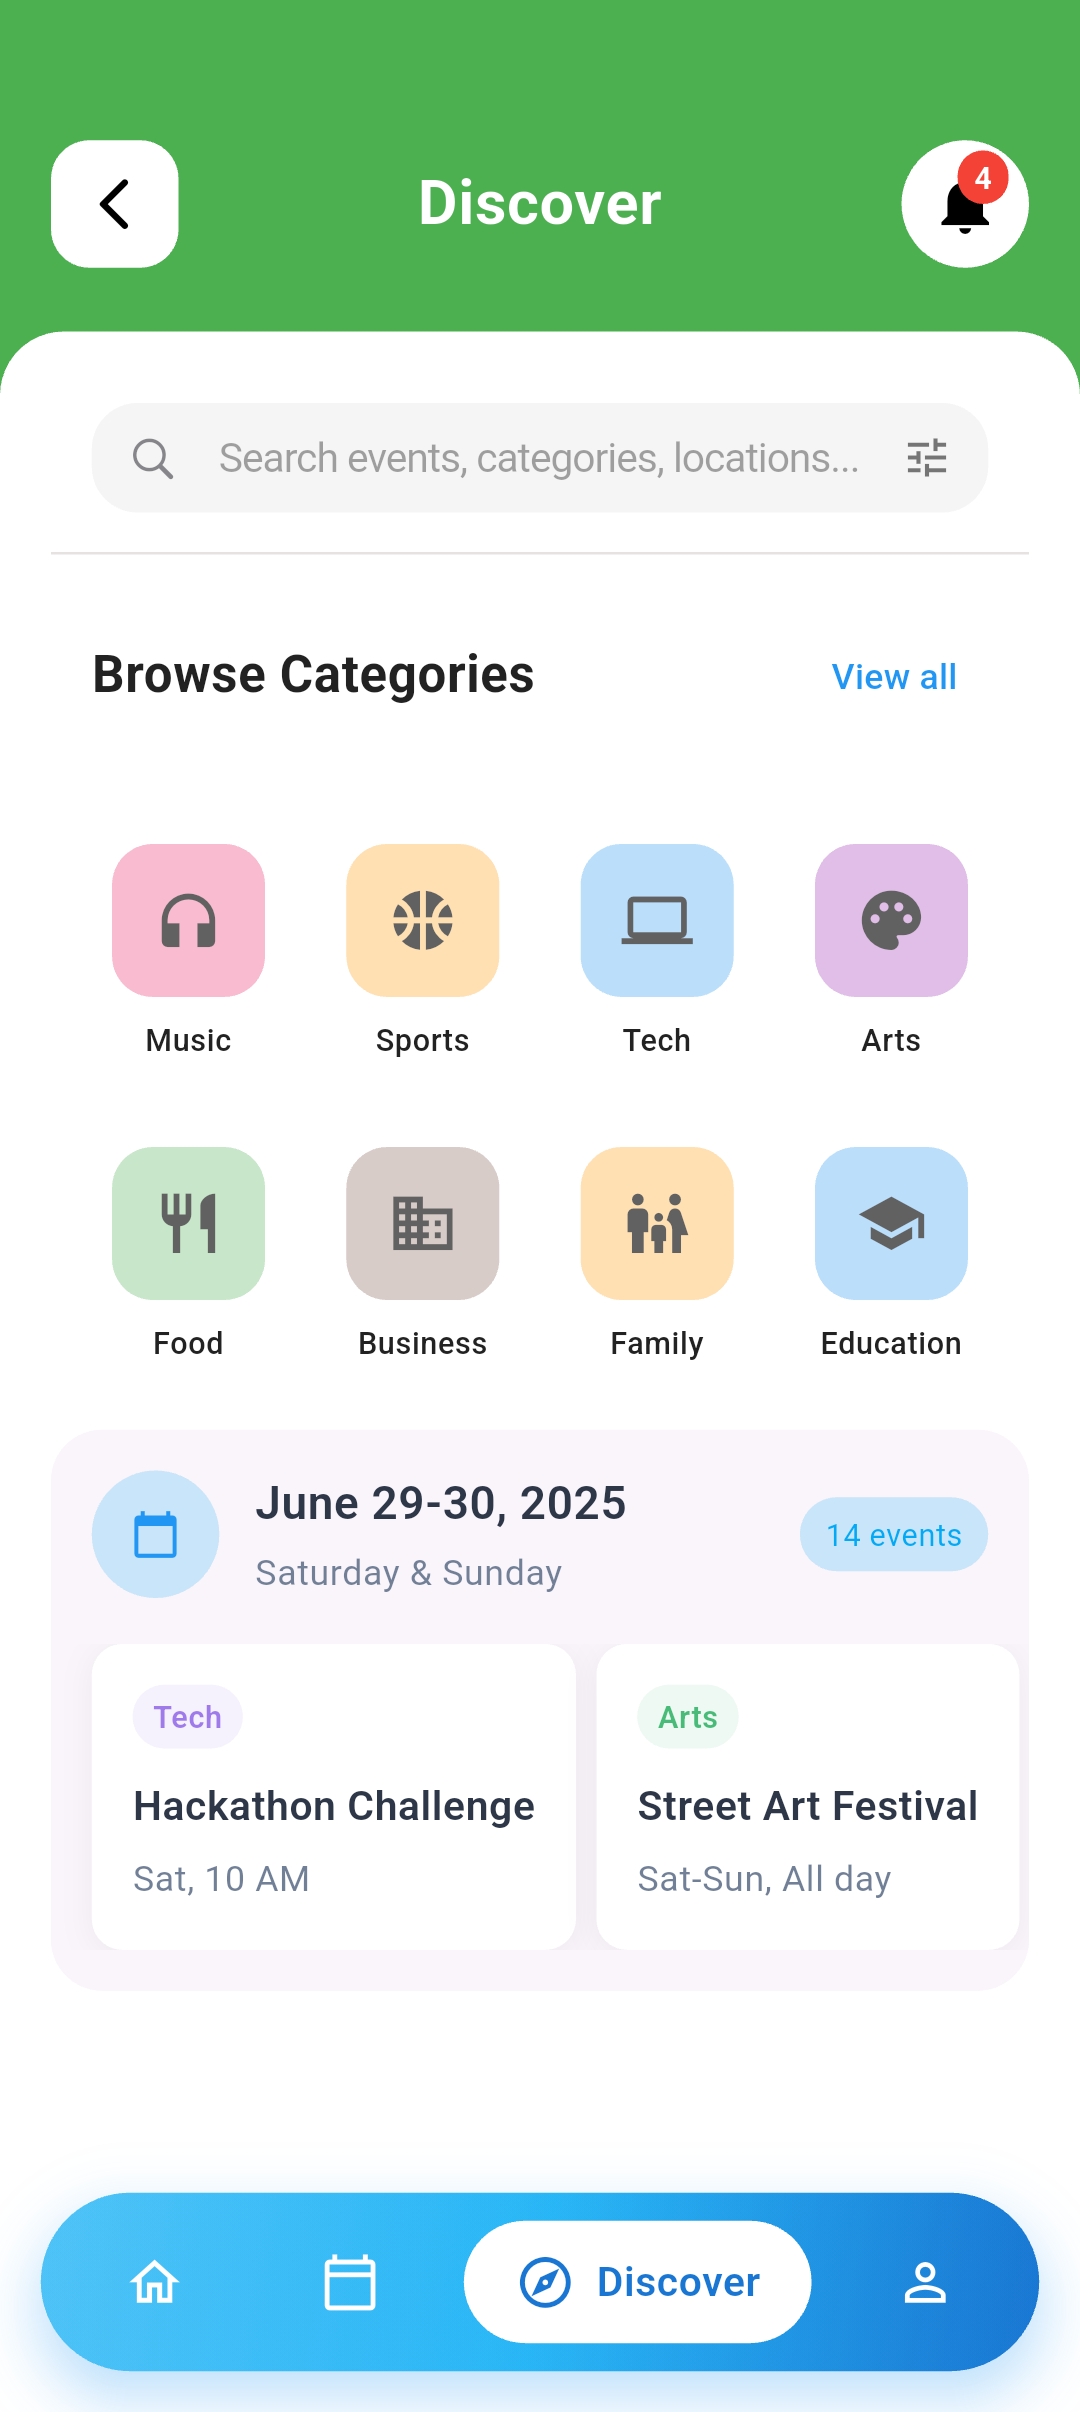 Discover
4
Search events, categories, locations...
Browse Categories
View all
Music
Sports
Tech
Arts
Food
Business
Family
Education
June 29-30, 2025
Saturday & Sunday
14 events
Tech
Hackathon Challenge
Sat, 10 AM
Arts
Street Art Festival
Sat-Sun, All day
Discover